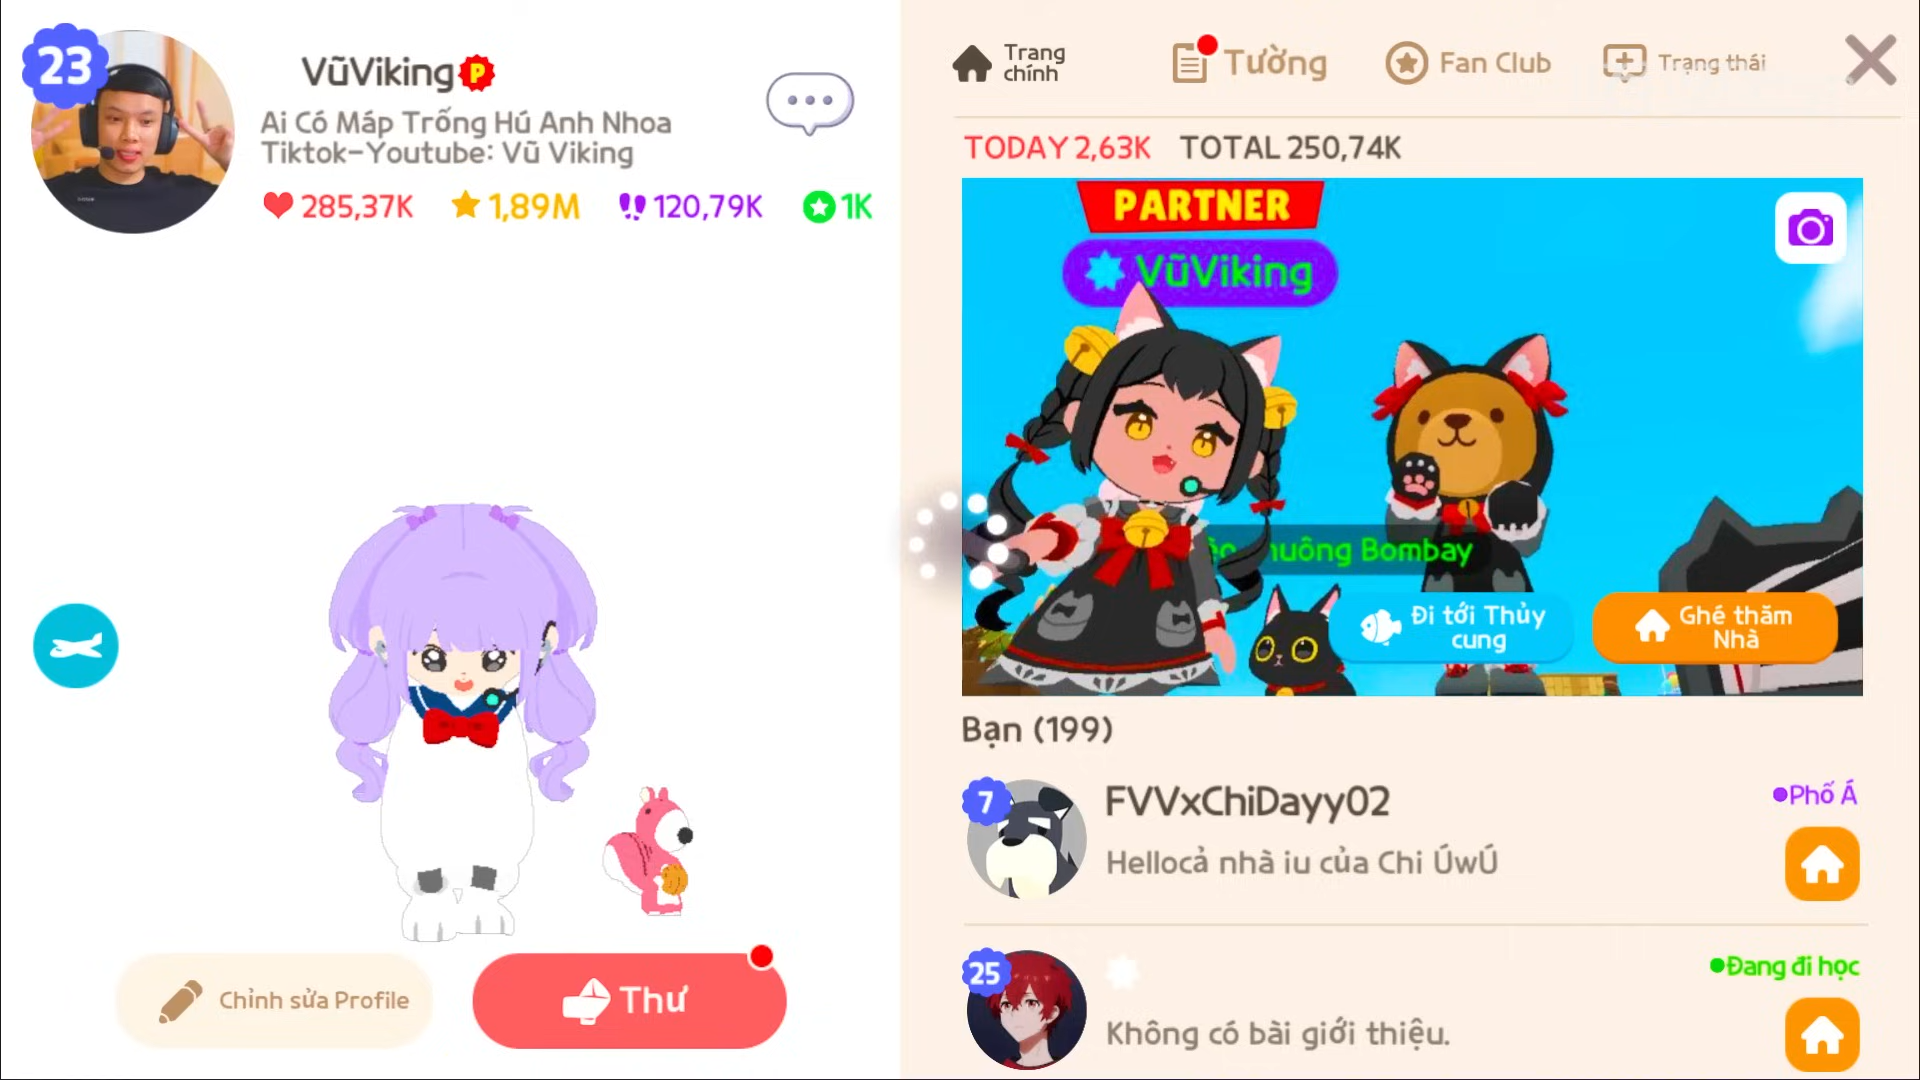 23
VũViking P
Ai Có Máp Trống Hú Anh Nhoa
Tiktok-Youtube: Vũ Viking
285,37K 1,89M 120,79K 1K
Chỉnh sửa Profile
Thư
Trang
chính
Tường
Fan Club
Trạng thái
TODAY 2,63K TOTAL 250,74K
PARTNER
VũViking
Bombay
Đi tới Thủy
cung
Ghé thăm
Nhà
Bạn (199)
7
FVVxChiDayy02
Phố Á
Hellocả nhà iu của Chi ÚwÚ
25
Đang đi học
Không có bài giới thiệu.